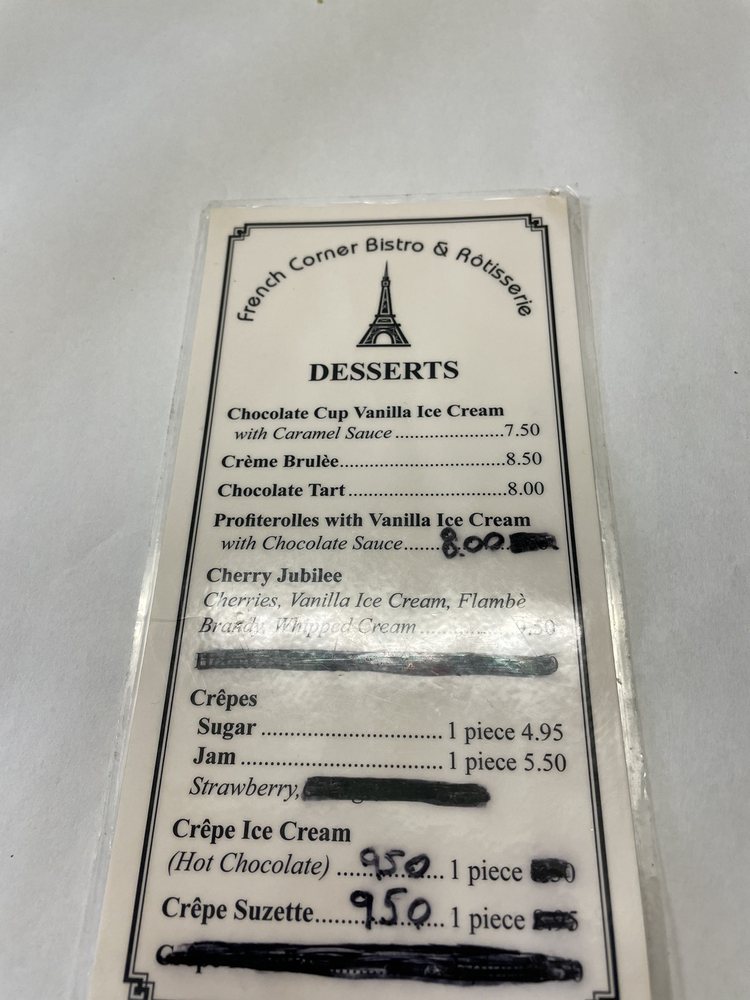 French Corner Bistro & Rôtisserie
DESSERTS
Chocolate Cup Vanilla Ice Cream
with Caramel Sauce..........................7.50
Crème Brulèe.....................................8.50
Chocolate Tart...................................8.00
Profiterolles with Vanilla Ice Cream
with Chocolate Sauce.......8.00
Cherry Jubilee
Cherries, Vanilla Ice Cream, Flambè
Brandy, Whipped Cream................. 9.50
Crêpes
Sugar .................................. 1 piece 4.95
Jam ..................................... 1 piece 5.50
Strawberry,
Crêpe Ice Cream
(Hot Chocolate) .....950... 1 piece
Crêpe Suzette.......950.. 1 piece